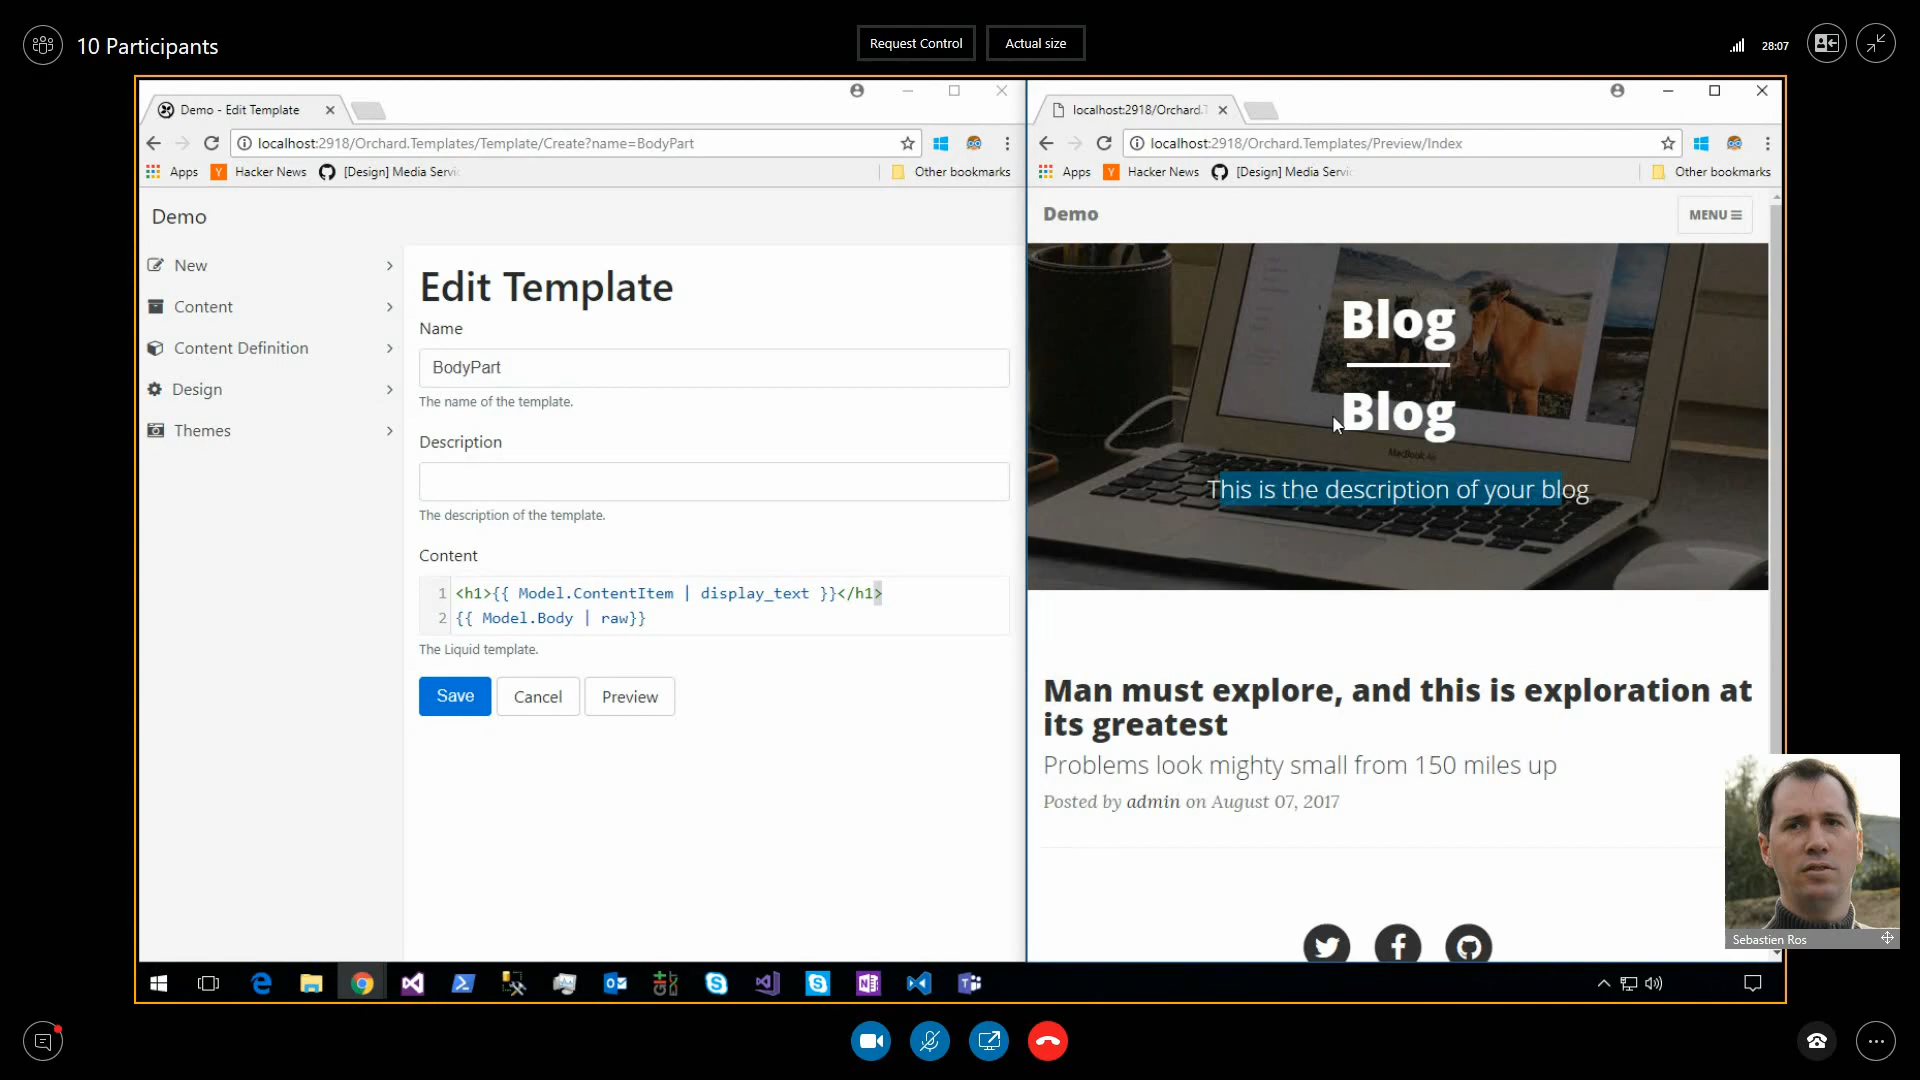 10 Participants
Request Control
Actual size
28:07
Demo - Edit Template
localhost:2918/Orchard.Templates/Template/Create?name=BodyPart
Apps
Hacker News
[Design] Media Servic
Other bookmarks
Demo
New
Content
Content Definition
Design
Themes
Edit Template
Name
BodyPart
The name of the template.
Description
The description of the template.
Content
1 <h1>{{ Model.ContentItem | display_text }}</h1>
2 {{ Model.Body | raw}}
The Liquid template.
Save
Cancel
Preview
localhost:2918/Orchard.T
localhost:2918/Orchard.Templates/Preview/Index
Apps
Hacker News
[Design] Media Servic
Other bookmarks
Demo
MENU
Blog
Blog
MacBook Air
This is the description of your blog
Man must explore, and this is exploration at
its greatest
Problems look mighty small from 150 miles up
Posted by admin on August 07, 2017
Sebastien Ros